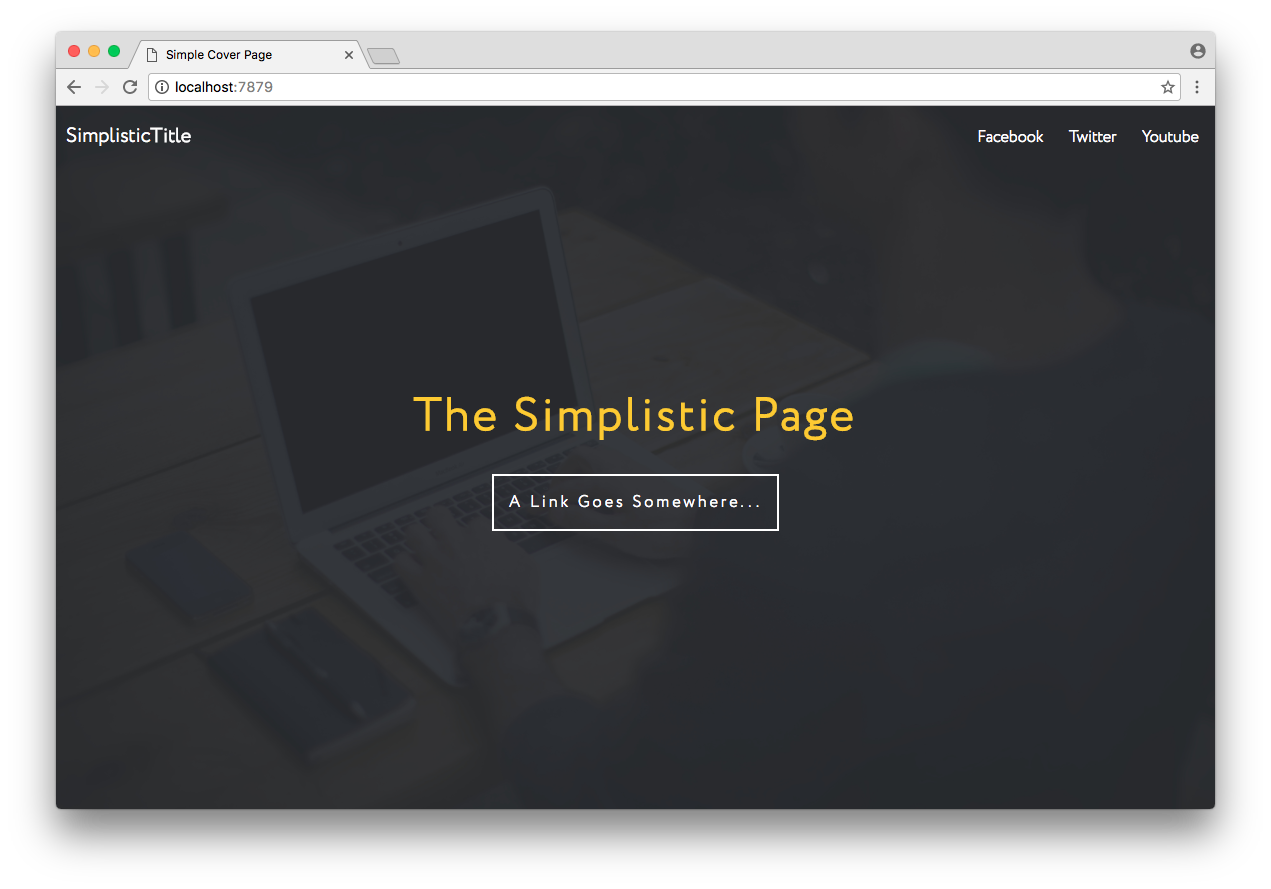 Simple Cover Page
localhost:7879
SimplisticTitle
Facebook Twitter Youtube
The Simplistic Page
A Link Goes Somewhere...